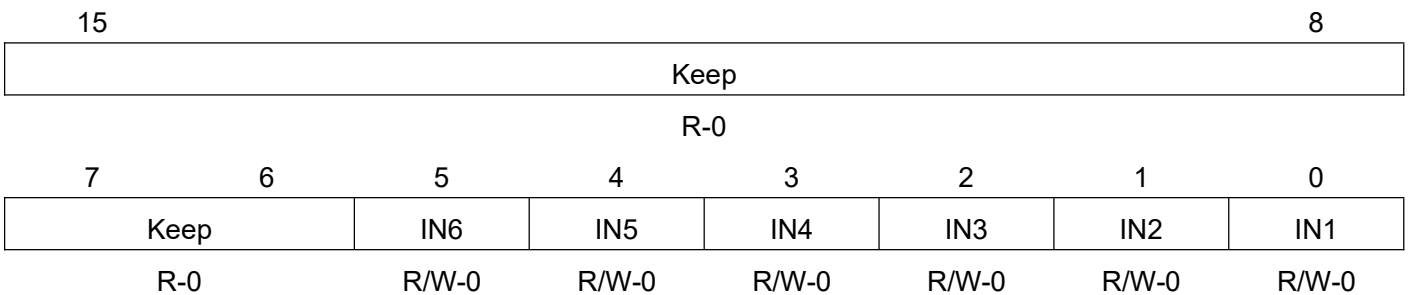 15 8
Keep
R-0
7 6 5 4 3 2 1 0
Keep IN6 IN5 IN4 IN3 IN2 IN1
R-0 R/W-0 R/W-0 R/W-0 R/W-0 R/W-0 R/W-0